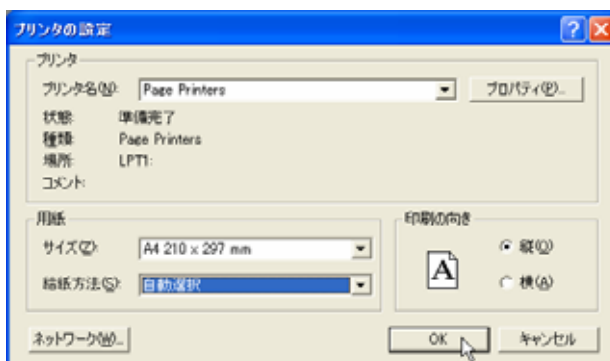 プリンタの設定
プリンタ
プリンタ名(N): Page Printers プロパティ(P)...
状態: 準備完了
種類: Page Printers
場所: LPT1:
コメント:
用紙
サイズ(Z): A4 210 x 297 mm
給紙方法(S): 自動選択
印刷の向き
A
縦(O)
横(A)
ネットワーク(W)... OK キャンセル